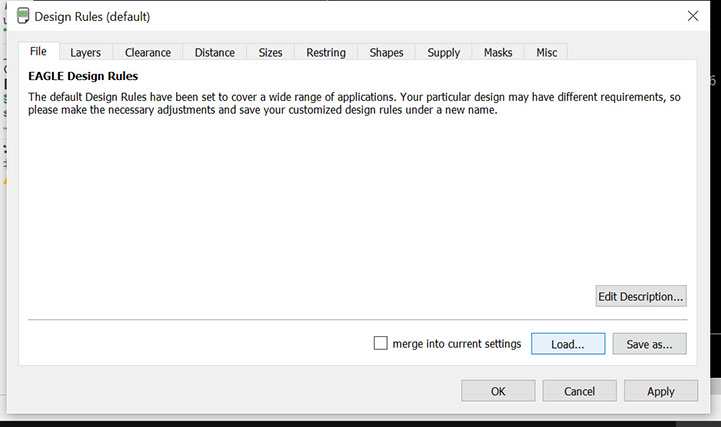 Design Rules (default)
File Layers Clearance Distance Sizes Restring Shapes Supply Masks Misc
EAGLE Design Rules
The default Design Rules have been set to cover a wide range of applications. Your particular design may have different requirements, so
please make the necessary adjustments and save your customized design rules under a new name.
Edit Description...
merge into current settings Load... Save as...
OK Cancel Apply